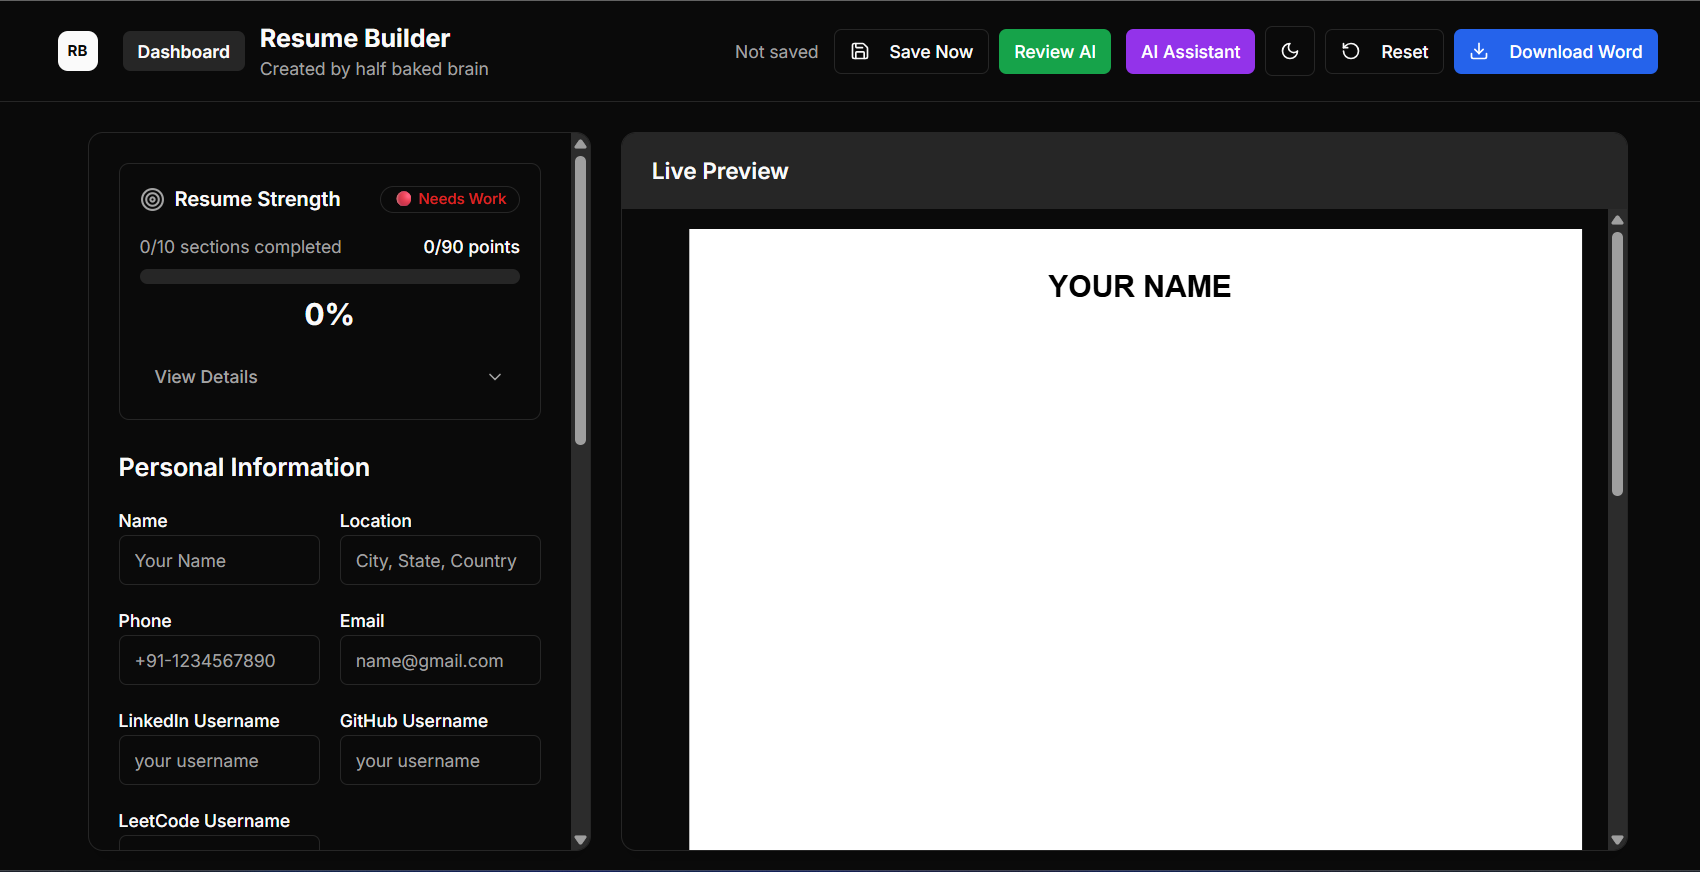 RB
Dashboard
Resume Builder
Created by half baked brain
Not saved
Save Now
Review AI
AI Assistant
Reset
Download Word
Resume Strength
Needs Work
0/10 sections completed
0/90 points
0%
View Details
Personal Information
Name
Location
Your Name
City, State, Country
Phone
Email
+91-1234567890
name@gmail.com
LinkedIn Username
GitHub Username
your username
your username
LeetCode Username
Live Preview
YOUR NAME